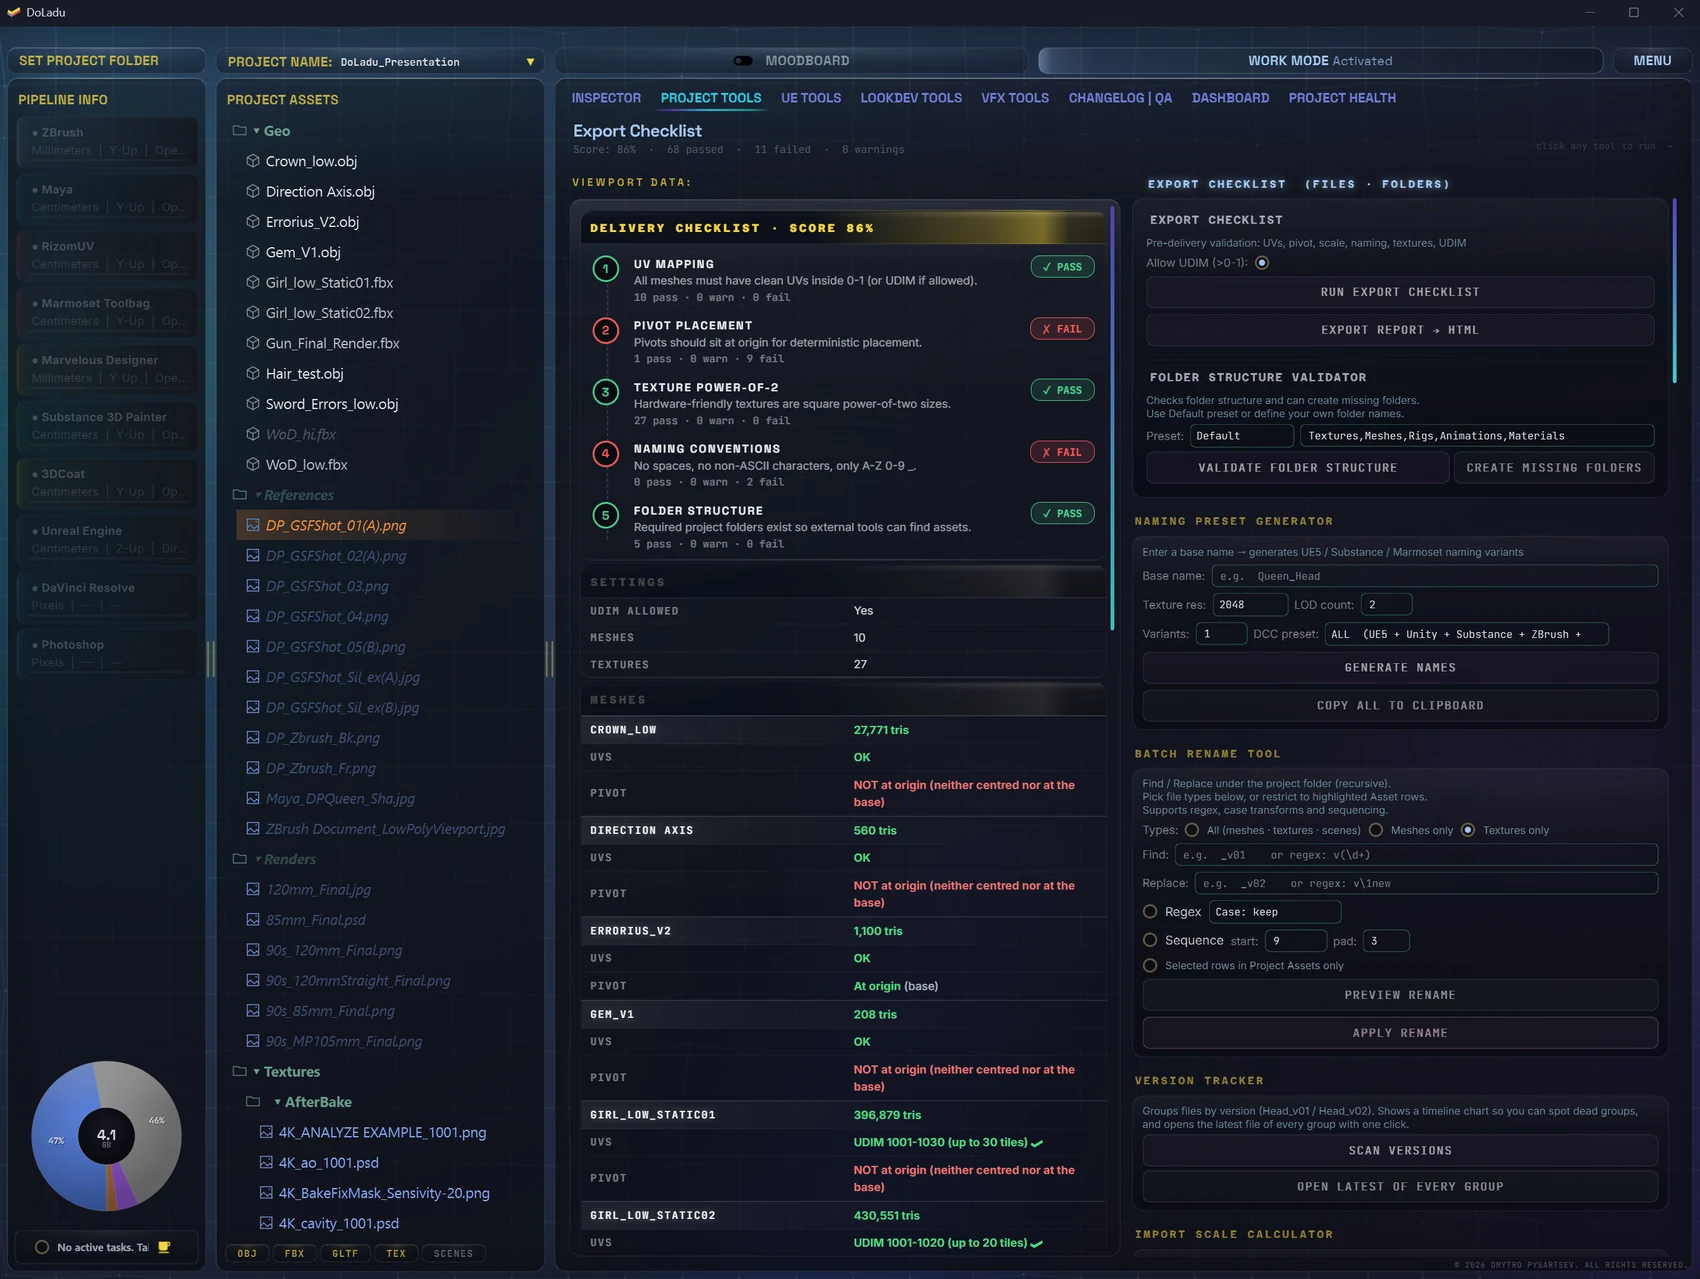 DoLadu
SET PROJECT FOLDER
PROJECT NAME: DoLadu_Presentation ▼
MOODBOARD
WORK MODE Activated
MENU
PIPELINE INFO
● ZBrush
Millimeters | Y-Up | Ope...
● Maya
Centimeters | Y-Up | Op...
● RizomUV
Centimeters | Y-Up | Op...
● Marmoset Toolbag
Centimeters | Y-Up | Op...
● Marvelous Designer
Millimeters | Y-Up | Ope...
● Substance 3D Painter
Centimeters | Y-Up | Op...
● 3DCoat
Centimeters | Y-Up | Op...
● Unreal Engine
Centimeters | Z-Up | Dir...
● DaVinci Resolve
Pixels | — | —
● Photoshop
Pixels | — | —
47%
46%
4.1
GB
No active tasks. Tal
PROJECT ASSETS
▾ Geo
Crown_low.obj
Direction Axis.obj
Errorius_V2.obj
Gem_V1.obj
Girl_low_Static01.fbx
Girl_low_Static02.fbx
Gun_Final_Render.fbx
Hair_test.obj
Sword_Errors_low.obj
WoD_hi.fbx
WoD_low.fbx
▾ References
DP_GSFShot_01(A).png
DP_GSFShot_02(A).png
DP_GSFShot_03.png
DP_GSFShot_04.png
DP_GSFShot_05(B).png
DP_GSFShot_Sil_ex(A).jpg
DP_GSFShot_Sil_ex(B).jpg
DP_Zbrush_Bk.png
DP_Zbrush_Fr.png
Maya_DPQueen_Sha.jpg
ZBrush Document_LowPolyVievport.jpg
▾ Renders
120mm_Final.jpg
85mm_Final.psd
90s_120mm_Final.png
90s_120mmStraight_Final.png
90s_85mm_Final.png
90s_MP105mm_Final.png
▾ Textures
▾ AfterBake
4K_ANALYZE EXAMPLE_1001.png
4K_ao_1001.psd
4K_BakeFixMask_Sensivity-20.png
4K_cavity_1001.psd
OBJ FBX GLTF TEX SCENES
INSPECTOR PROJECT TOOLS UE TOOLS LOOKDEV TOOLS VFX TOOLS CHANGELOG | QA DASHBOARD PROJECT HEALTH
Export Checklist
Score: 86% · 68 passed · 11 failed · 0 warnings
click any tool to run →
VIEWPORT DATA:
DELIVERY CHECKLIST · SCORE 86%
1 UV MAPPING ✓ PASS
All meshes must have clean UVs inside 0-1 (or UDIM if allowed).
10 pass · 0 warn · 0 fail
2 PIVOT PLACEMENT ✗ FAIL
Pivots should sit at origin for deterministic placement.
1 pass · 0 warn · 9 fail
3 TEXTURE POWER-OF-2 ✓ PASS
Hardware-friendly textures are square power-of-two sizes.
27 pass · 0 warn · 0 fail
4 NAMING CONVENTIONS ✗ FAIL
No spaces, no non-ASCII characters, only A-Z 0-9 _.
0 pass · 0 warn · 2 fail
5 FOLDER STRUCTURE ✓ PASS
Required project folders exist so external tools can find assets.
5 pass · 0 warn · 0 fail
SETTINGS
UDIM ALLOWED Yes
MESHES 10
TEXTURES 27
MESHES
CROWN_LOW 27,771 tris
UVS OK
PIVOT NOT at origin (neither centred nor at the
base)
DIRECTION AXIS 560 tris
UVS OK
PIVOT NOT at origin (neither centred nor at the
base)
ERRORIUS_V2 1,100 tris
UVS OK
PIVOT At origin (base)
GEM_V1 208 tris
UVS OK
PIVOT NOT at origin (neither centred nor at the
base)
GIRL_LOW_STATIC01 396,879 tris
UVS UDIM 1001-1030 (up to 30 tiles) ✓
PIVOT NOT at origin (neither centred nor at the
base)
GIRL_LOW_STATIC02 430,551 tris
UVS UDIM 1001-1020 (up to 20 tiles) ✓
EXPORT CHECKLIST (FILES · FOLDERS)
EXPORT CHECKLIST
Pre-delivery validation: UVs, pivot, scale, naming, textures, UDIM
Allow UDIM (>0-1):
RUN EXPORT CHECKLIST
EXPORT REPORT → HTML
FOLDER STRUCTURE VALIDATOR
Checks folder structure and can create missing folders.
Use Default preset or define your own folder names.
Preset: Default Textures,Meshes,Rigs,Animations,Materials
VALIDATE FOLDER STRUCTURE CREATE MISSING FOLDERS
NAMING PRESET GENERATOR
Enter a base name → generates UE5 / Substance / Marmoset naming variants
Base name: e.g. Queen_Head
Texture res: 2048 LOD count: 2
Variants: 1 DCC preset: ALL (UE5 + Unity + Substance + ZBrush +
GENERATE NAMES
COPY ALL TO CLIPBOARD
BATCH RENAME TOOL
Find / Replace under the project folder (recursive).
Pick file types below, or restrict to highlighted Asset rows.
Supports regex, case transforms and sequencing.
Types: All (meshes · textures · scenes) Meshes only Textures only
Find: e.g. _v01 or regex: v(\d+)
Replace: e.g. _v02 or regex: v\1new
Regex Case: keep
Sequence start: 9 pad: 3
Selected rows in Project Assets only
PREVIEW RENAME
APPLY RENAME
VERSION TRACKER
Groups files by version (Head_v01 / Head_v02). Shows a timeline chart so you can spot dead groups,
and opens the latest file of every group with one click.
SCAN VERSIONS
OPEN LATEST OF EVERY GROUP
IMPORT SCALE CALCULATOR
© 2026 DMYTRO PYSARTSEV. ALL RIGHTS RESERVED.